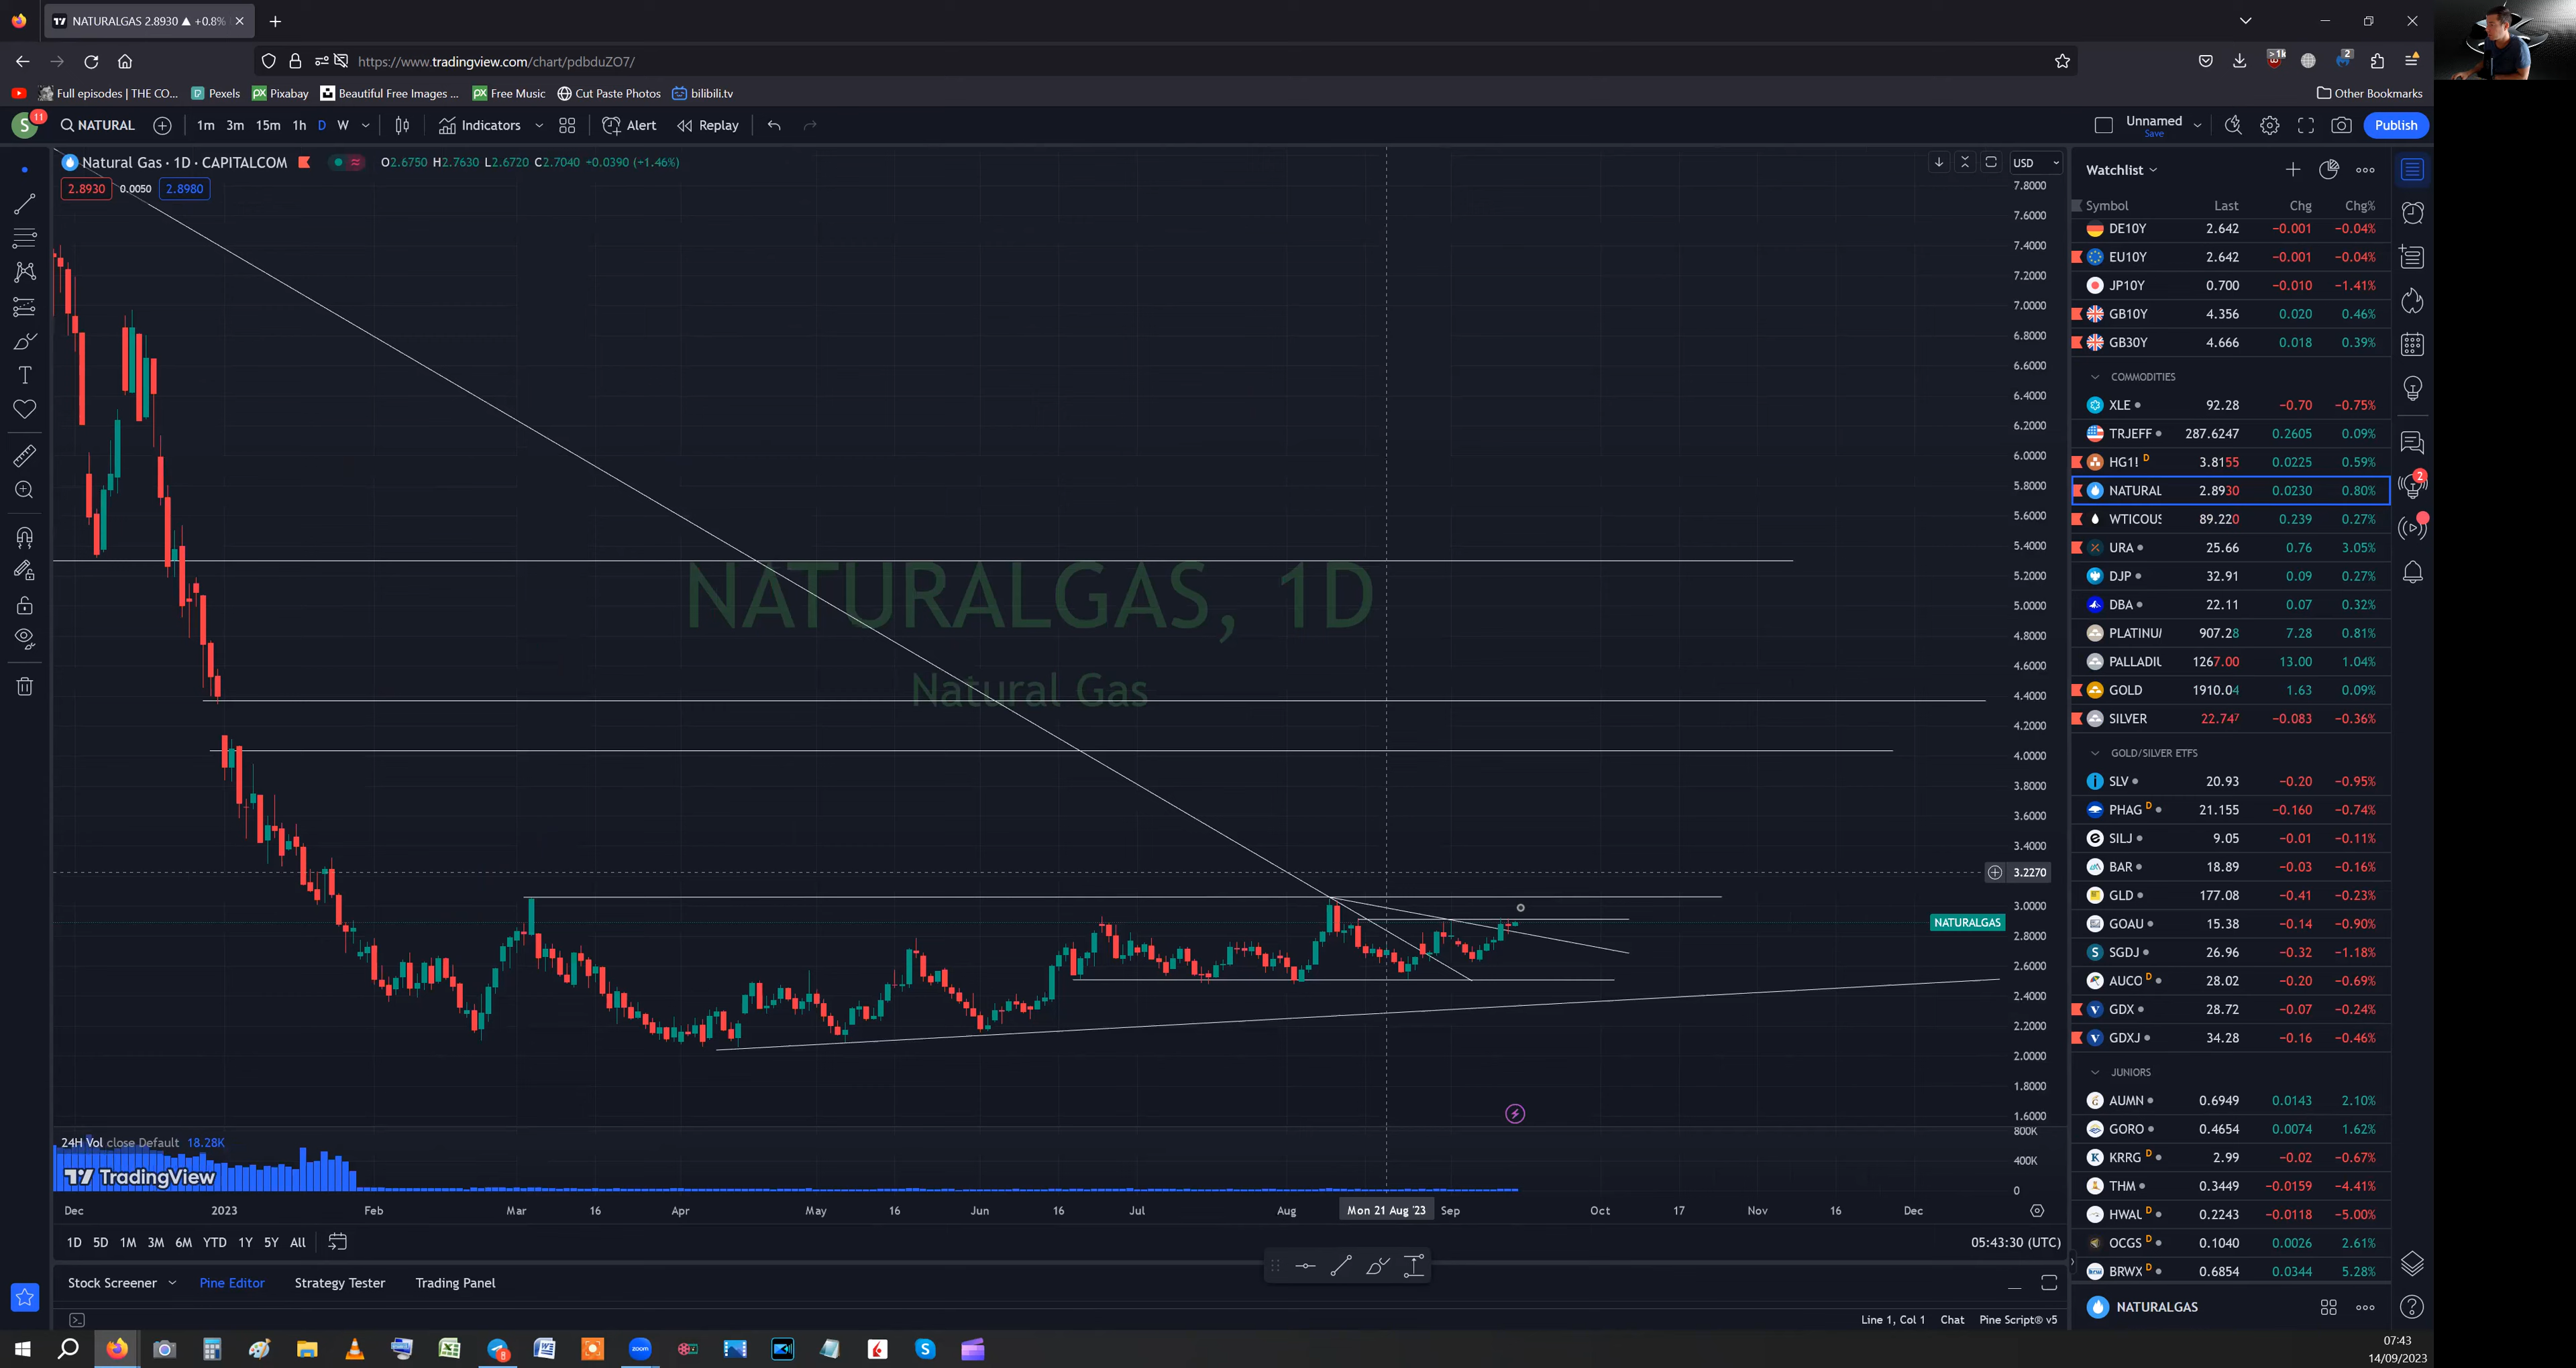 NATURALGAS 2.8930 ▲ +0.8%
https://www.tradingview.com/chart/pdbduZO7/
Full episodes | THE CO... Pexels Pixabay Beautiful Free Images ... Free Music Cut Paste Photos bilibili.tv Other Bookmarks
S 11 NATURAL 1m 3m 15m 1h D W Indicators Alert Replay Unnamed Save Publish
Natural Gas · 1D · CAPITALCOM O2.6750 H2.7630 L2.6720 C2.7040 +0.0390 (+1.46%) USD
2.8930 0.0050 2.8980
7.8000
7.6000
7.4000
7.2000
7.0000
6.8000
6.6000
6.4000
6.2000
6.0000
5.8000
5.6000
5.4000
5.2000
5.0000
4.8000
4.6000
4.4000
4.2000
4.0000
3.8000
3.6000
3.4000
3.2270
3.0000
2.8000
2.6000
2.4000
2.2000
2.0000
1.8000
1.6000
800K
400K
0
NATURALGAS, 1D
Natural Gas
NATURALGAS
24H Vol close Default 18.28K
TradingView
Dec 2023 Feb Mar 16 Apr May 16 Jun 16 Jul Aug Mon 21 Aug '23 Sep Oct 17 Nov 16 Dec
1D 5D 1M 3M 6M YTD 1Y 5Y All 05:43:30 (UTC)
Stock Screener Pine Editor Strategy Tester Trading Panel
Line 1, Col 1 Chat Pine Script® v5
Watchlist
Symbol Last Chg Chg%
DE10Y 2.642 −0.001 −0.04%
EU10Y 2.642 −0.001 −0.04%
JP10Y 0.700 −0.010 −1.41%
GB10Y 4.356 0.020 0.46%
GB30Y 4.666 0.018 0.39%
COMMODITIES
XLE 92.28 −0.70 −0.75%
TRJEFF 287.6247 0.2605 0.09%
HG1! D 3.8155 0.0225 0.59%
NATURAL 2.8930 0.0230 0.80%
WTICOUS 89.220 0.239 0.27%
URA 25.66 0.76 3.05%
DJP 32.91 0.09 0.27%
DBA 22.11 0.07 0.32%
PLATINU 907.28 7.28 0.81%
PALLADIU 1267.00 13.00 1.04%
GOLD 1910.04 1.63 0.09%
SILVER 22.747 −0.083 −0.36%
GOLD/SILVER ETFS
SLV 20.93 −0.20 −0.95%
PHAG D 21.155 −0.160 −0.74%
SILJ 9.05 −0.01 −0.11%
BAR 18.89 −0.03 −0.16%
GLD 177.08 −0.41 −0.23%
GOAU 15.38 −0.14 −0.90%
SGDJ 26.96 −0.32 −1.18%
AUCO D 28.02 −0.20 −0.69%
GDX 28.72 −0.07 −0.24%
GDXJ 34.28 −0.16 −0.46%
JUNIORS
AUMN 0.6949 0.0143 2.10%
GORO 0.4654 0.0074 1.62%
KRRG D 2.99 −0.02 −0.67%
THM 0.3449 −0.0159 −4.41%
HWAL D 0.2243 −0.0118 −5.00%
OCGS D 0.1040 0.0026 2.61%
BRWX D 0.6854 0.0344 5.28%
NATURALGAS
07:43
14/09/2023